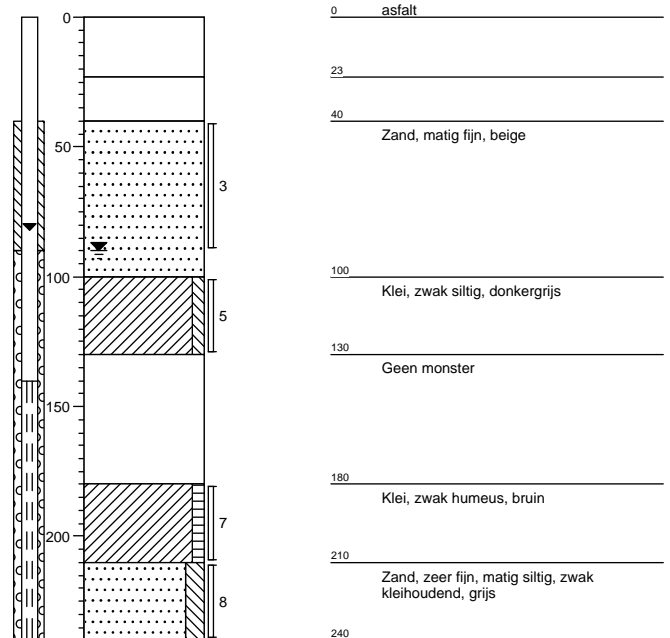 0
50
100
150
200
3
5
7
8
0 asfalt
23
40
Zand, matig fijn, beige
100
Klei, zwak siltig, donkergrijs
130
Geen monster
180
Klei, zwak humeus, bruin
210
Zand, zeer fijn, matig siltig, zwak
kleihoudend, grijs
240